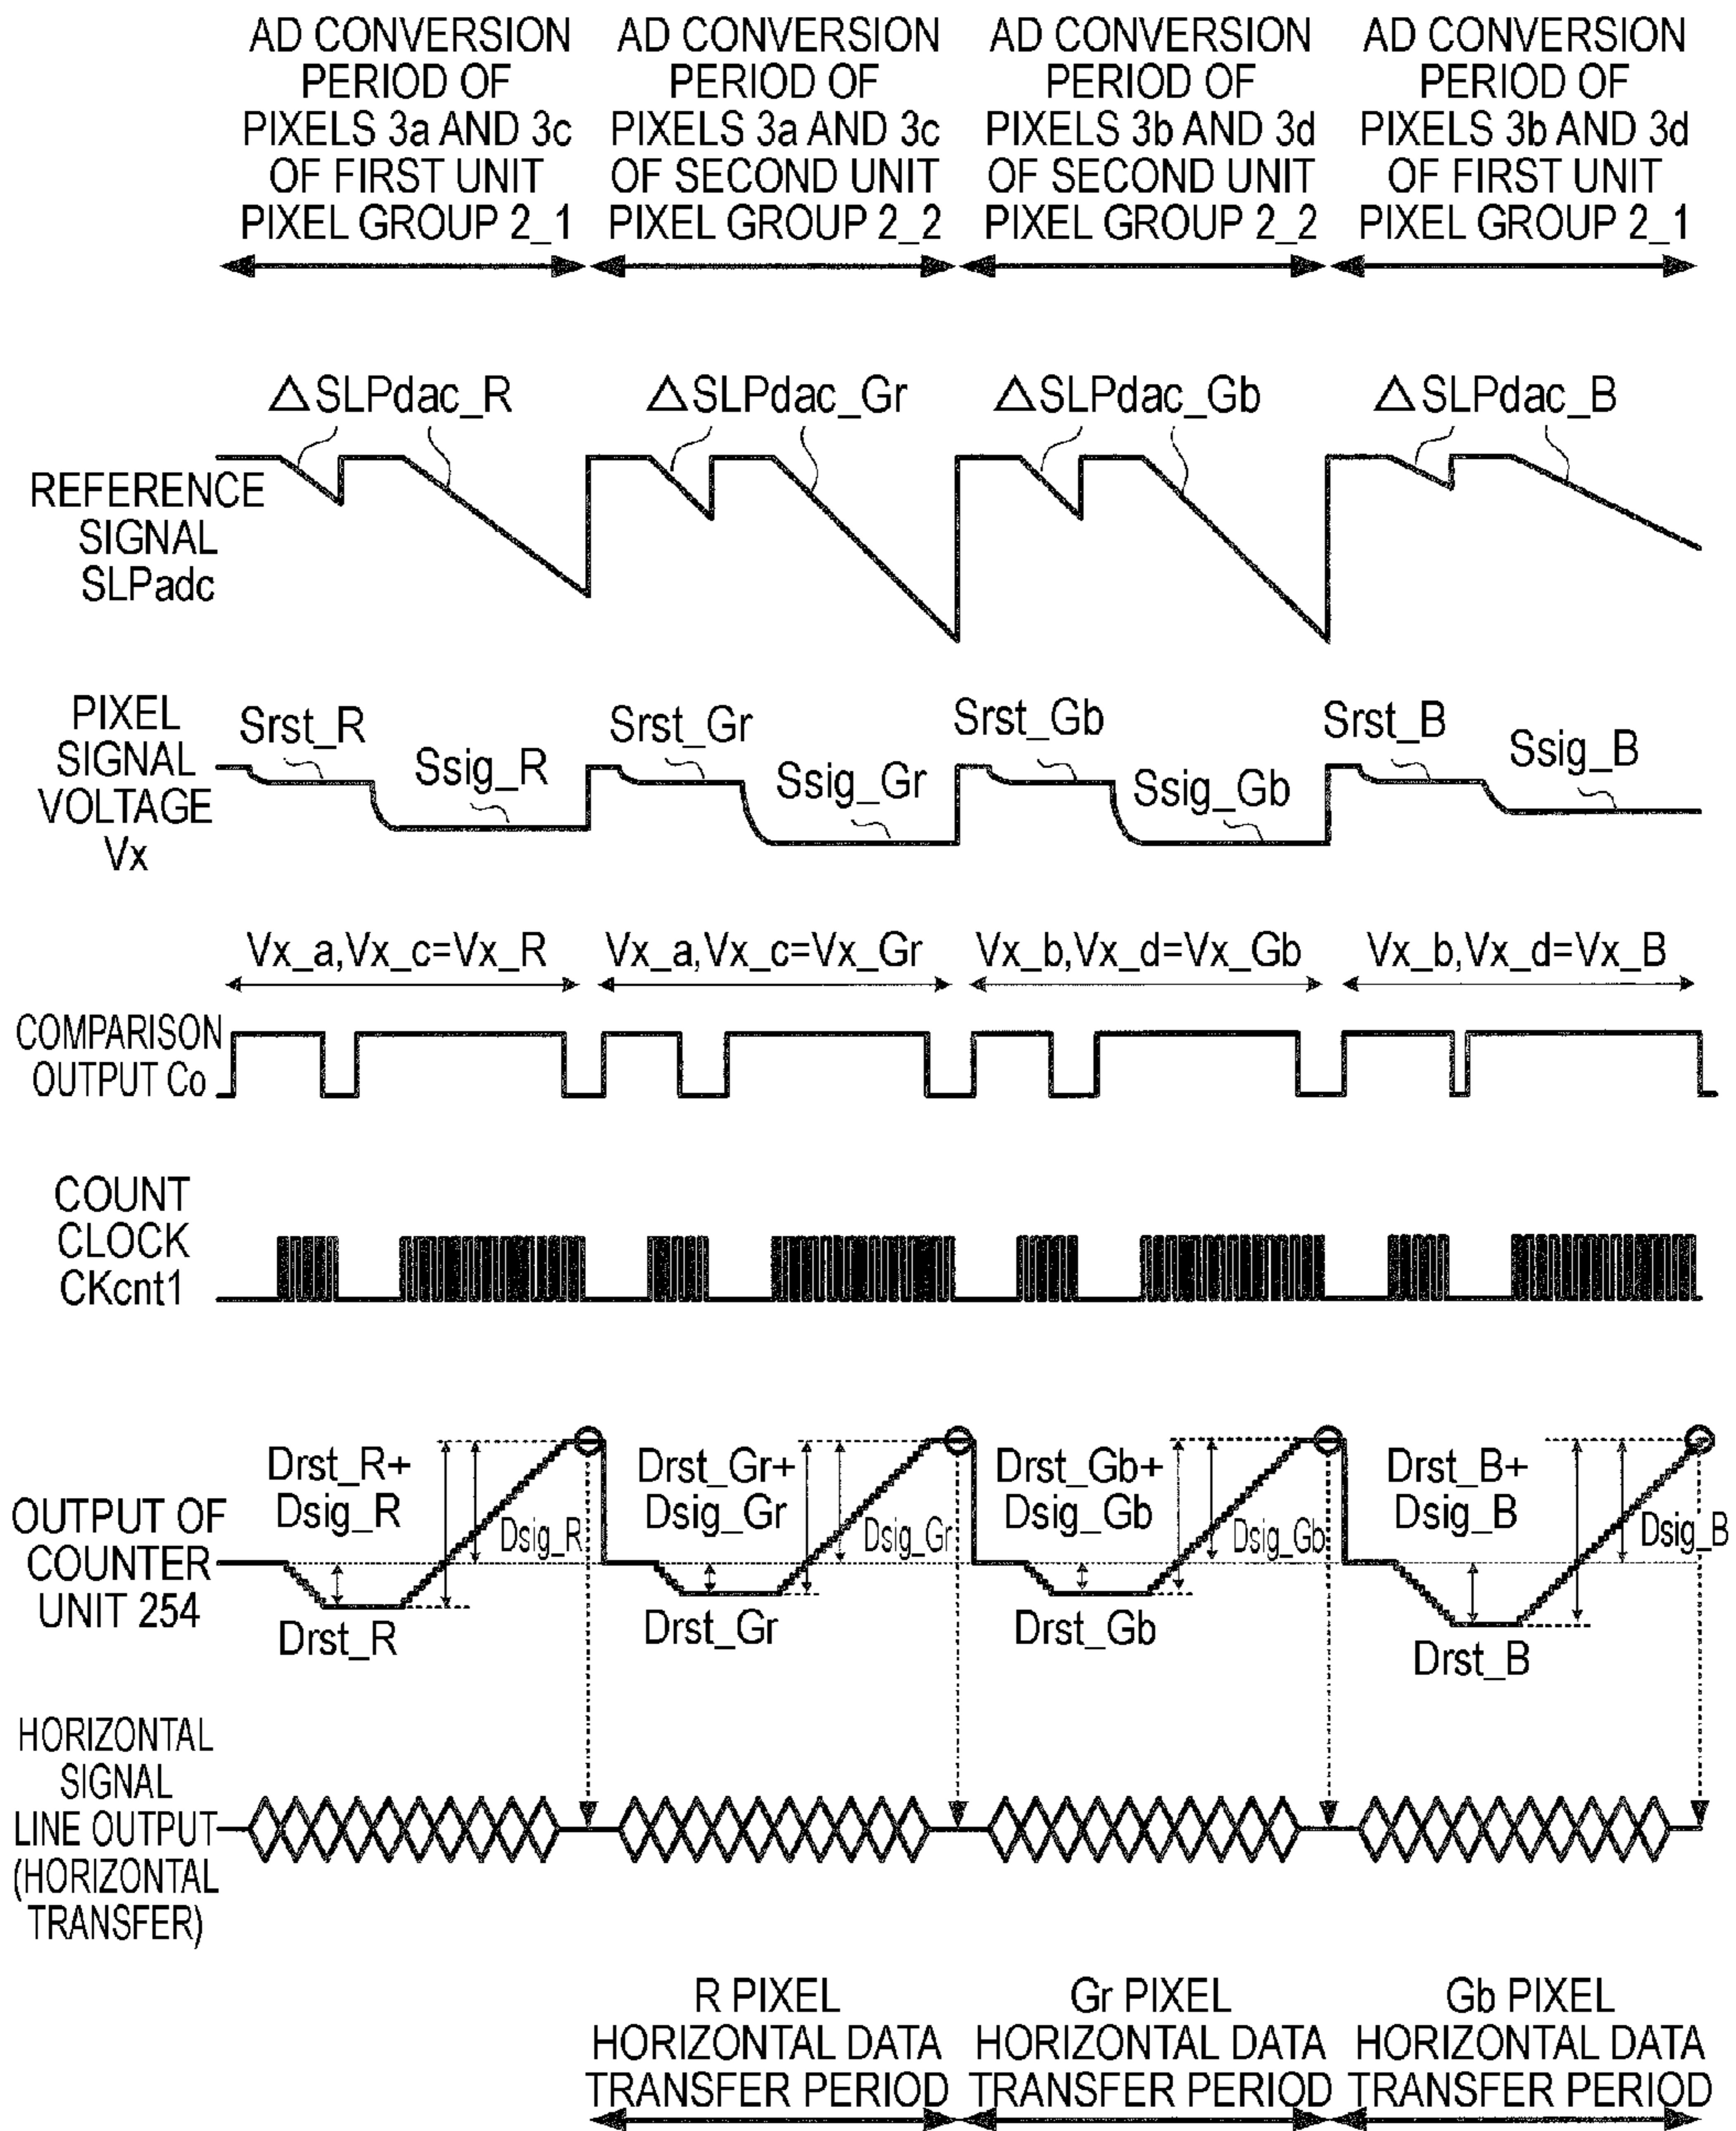 AD CONVERSION
PERIOD OF
PIXELS 3a AND 3c
OF FIRST UNIT
PIXEL GROUP 2_1
AD CONVERSION
PERIOD OF
PIXELS 3a AND 3c
OF SECOND UNIT
PIXEL GROUP 2_2
AD CONVERSION
PERIOD OF
PIXELS 3b AND 3d
OF SECOND UNIT
PIXEL GROUP 2_2
AD CONVERSION
PERIOD OF
PIXELS 3b AND 3d
OF FIRST UNIT
PIXEL GROUP 2_1
REFERENCE
SIGNAL
SLPadc
△SLPdac_R
△SLPdac_Gr
△SLPdac_Gb
△SLPdac_B
PIXEL
SIGNAL
VOLTAGE
Vx
Srst_R
Ssig_R
Srst_Gr
Ssig_Gr
Srst_Gb
Ssig_Gb
Srst_B
Ssig_B
Vx_a,Vx_c=Vx_R
Vx_a,Vx_c=Vx_Gr
Vx_b,Vx_d=Vx_Gb
Vx_b,Vx_d=Vx_B
COMPARISON
OUTPUT Co
COUNT
CLOCK
CKcnt1
OUTPUT OF
COUNTER
UNIT 254
Drst_R+
Dsig_R
Dsig_R
Drst_R
Drst_Gr+
Dsig_Gr
Dsig_Gr
Drst_Gr
Drst_Gb+
Dsig_Gb
Dsig_Gb
Drst_Gb
Drst_B+
Dsig_B
Dsig_B
Drst_B
HORIZONTAL
SIGNAL
LINE OUTPUT
(HORIZONTAL
TRANSFER)
R PIXEL
HORIZONTAL DATA
TRANSFER PERIOD
Gr PIXEL
HORIZONTAL DATA
TRANSFER PERIOD
Gb PIXEL
HORIZONTAL DATA
TRANSFER PERIOD